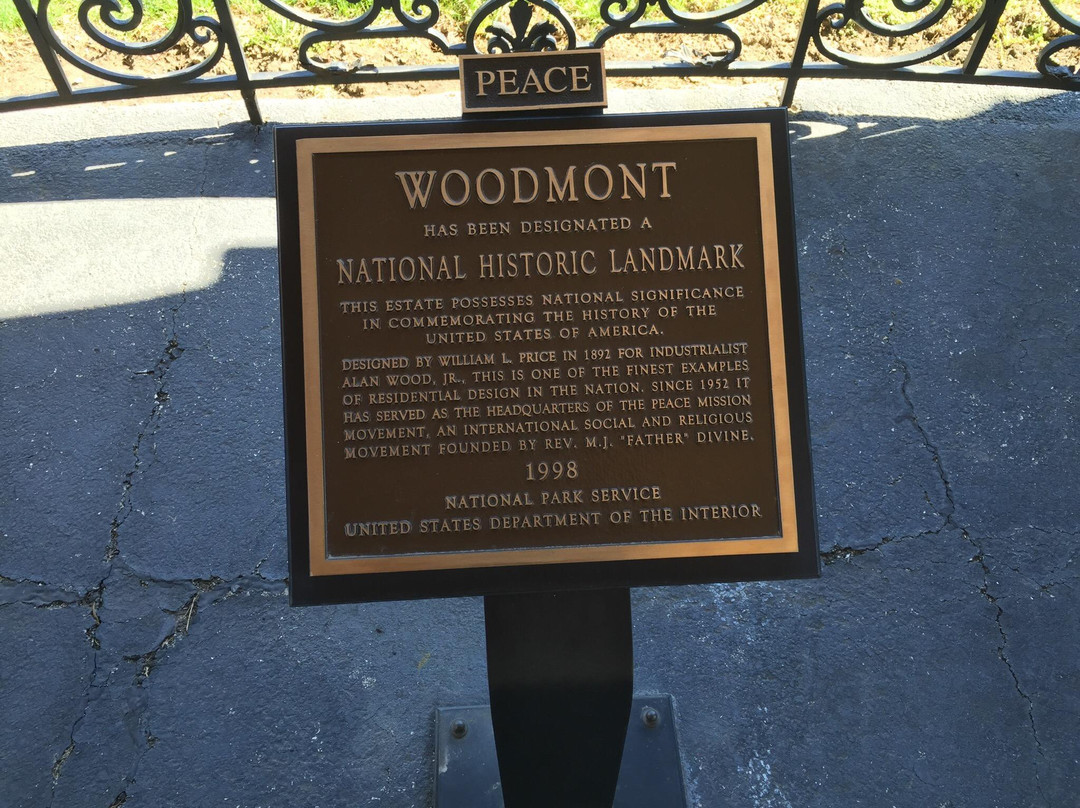 PEACE
WOODMONT
HAS BEEN DESIGNATED A
NATIONAL HISTORIC LANDMARK
THIS ESTATE POSSESSES NATIONAL SIGNIFICANCE
IN COMMEMORATING THE HISTORY OF THE
UNITED STATES OF AMERICA.
DESIGNED BY WILLIAM L. PRICE IN 1892 FOR INDUSTRIALIST
ALAN WOOD, JR., THIS IS ONE OF THE FINEST EXAMPLES
OF RESIDENTIAL DESIGN IN THE NATION. SINCE 1952 IT
HAS SERVED AS THE HEADQUARTERS OF THE PEACE MISSION
MOVEMENT, AN INTERNATIONAL SOCIAL AND RELIGIOUS
MOVEMENT FOUNDED BY REV. M.J. "FATHER" DIVINE.
1998
NATIONAL PARK SERVICE
UNITED STATES DEPARTMENT OF THE INTERIOR